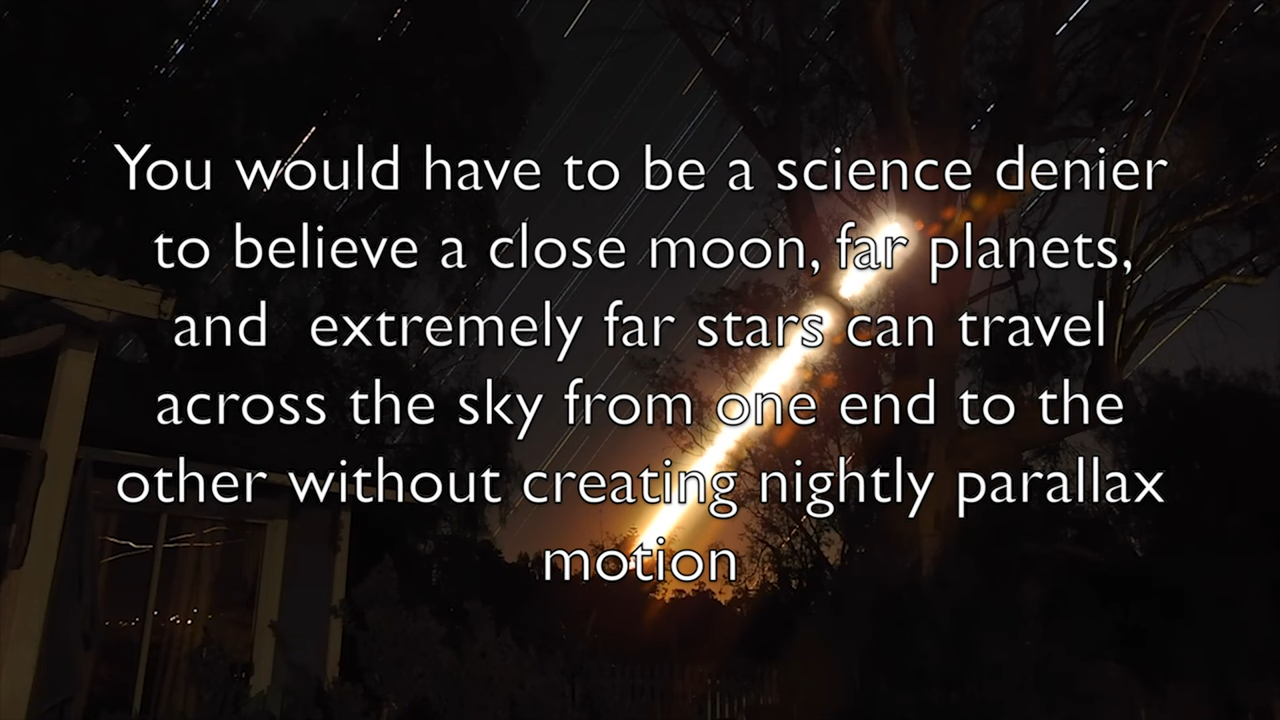 You would have to be a science denier
to believe a close moon, far planets,
and  extremely far stars can travel
across the sky from one end to the
other without creating nightly parallax
motion